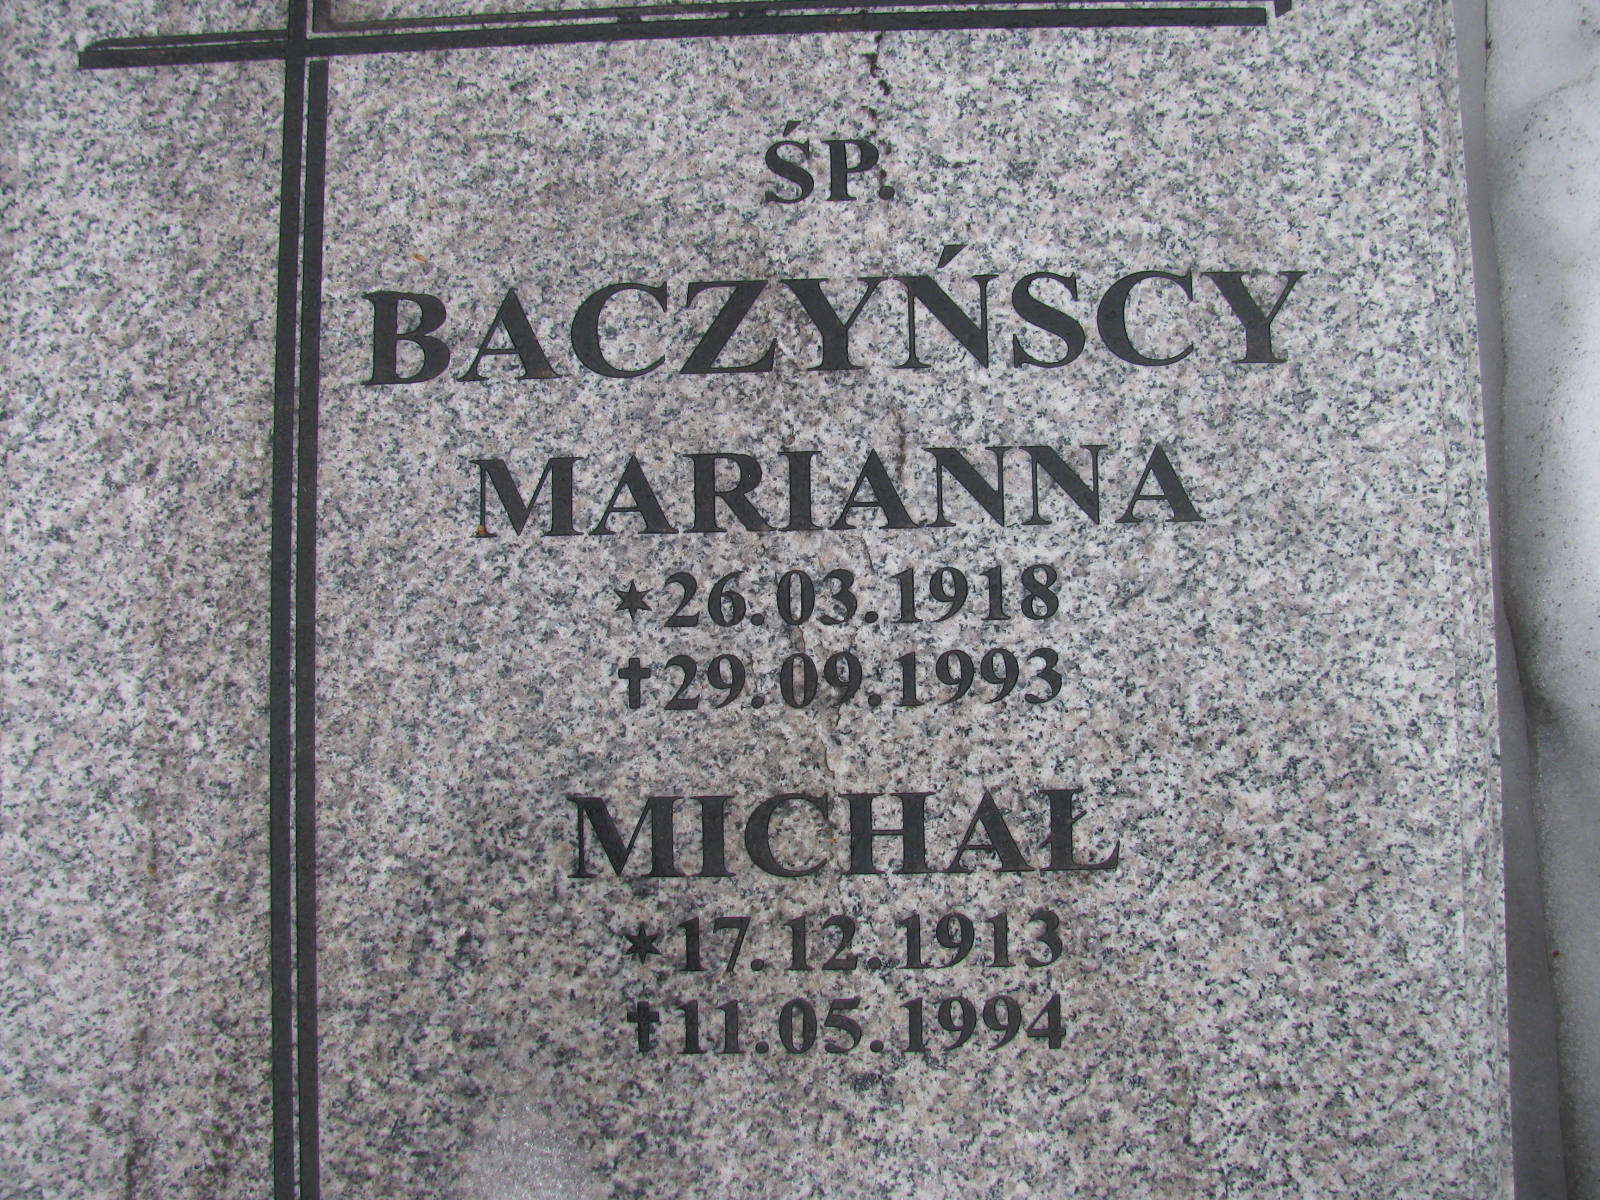 ŚP.
BACZYŃSCY
MARIANNA
✶26.03.1918
✝29.09.1993
MICHAŁ
✶17.12.1913
✝11.05.1994